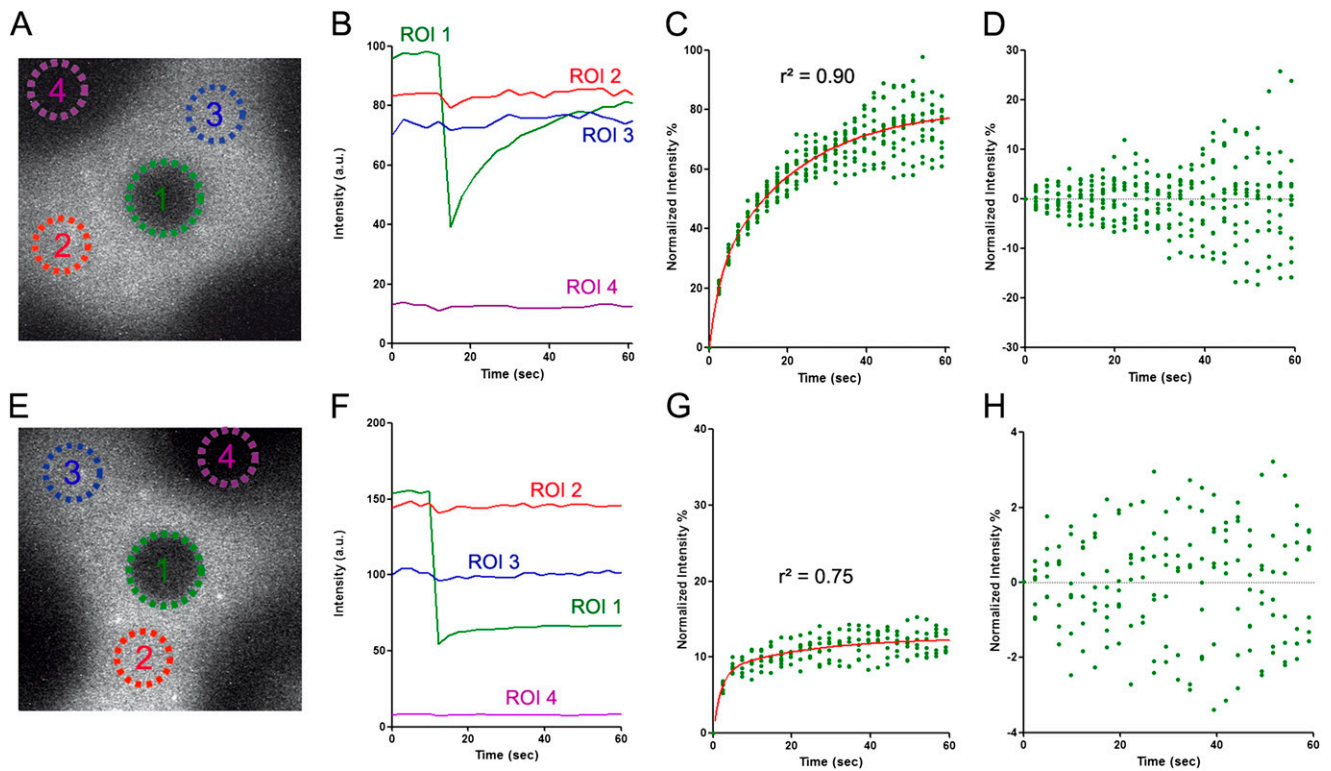 A
4
3
1
2
B
Intensity (a.u.)
100
80
60
40
20
0
ROI 1
ROI 2
ROI 3
ROI 4
0
20
40
60
Time (sec)
C
Normalized Intensity %
100
80
60
40
20
0
r² = 0.90
0
20
40
60
Time (sec)
D
Normalized Intensity %
30
20
10
0
-10
-20
-30
0
20
40
60
Time (sec)
E
3
4
1
2
F
Intensity (a.u.)
200
150
100
50
0
ROI 2
ROI 3
ROI 1
ROI 4
0
20
40
60
Time (sec)
G
Normalized Intensity %
40
30
20
10
0
r² = 0.75
0
20
40
60
Time (sec)
H
Normalized Intensity %
4
2
0
-2
-4
0
20
40
60
Time (sec)